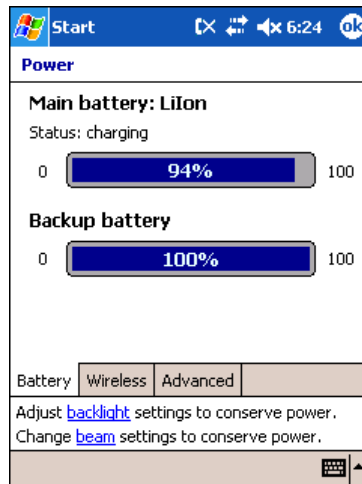 Start 6:24 ok
Power
Main battery: LiIon
Status: charging
0 94% 100
Backup battery
0 100% 100
Battery Wireless Advanced
Adjust backlight settings to conserve power.
Change beam settings to conserve power.